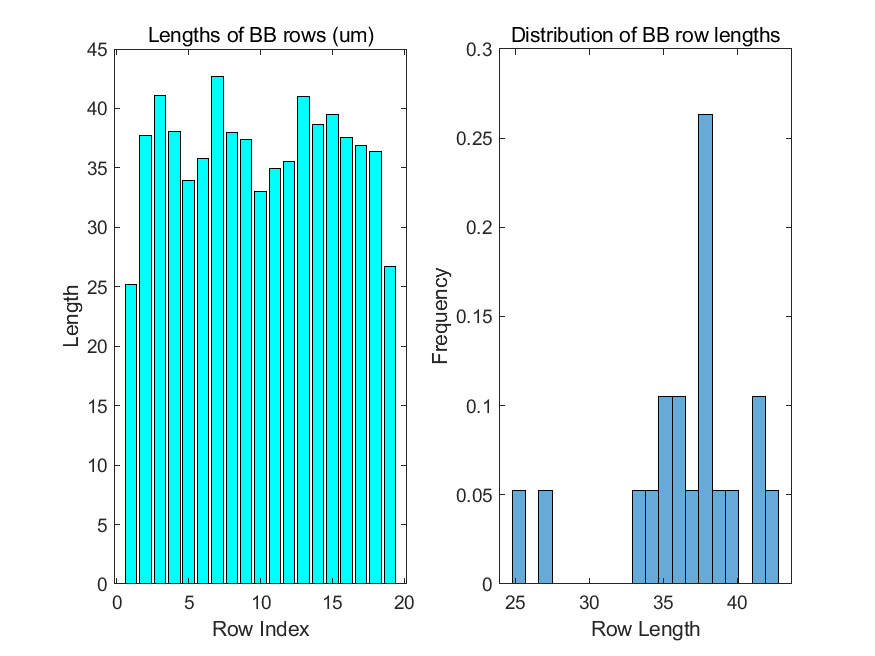 Lengths of BB rows (um)
45
40
35
30
25
20
15
10
5
0
Length
0 5 10 15 20
Row Index
Distribution of BB row lengths
0.3
0.25
0.2
0.15
0.1
0.05
0
Frequency
25 30 35 40
Row Length